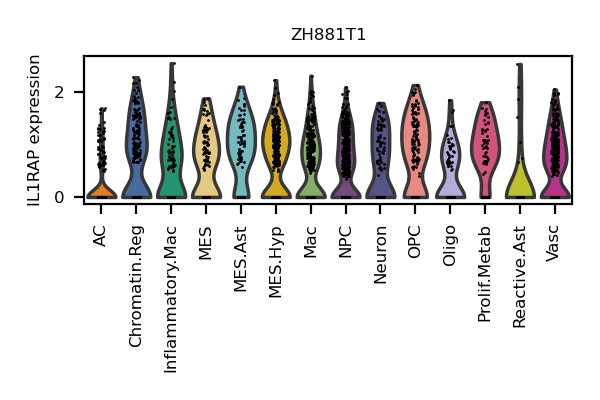 ZH881T1
IL1RAP expression
2
0
AC
Chromatin.Reg
Inflammatory.Mac
MES
MES.Ast
MES.Hyp
Mac
NPC
Neuron
OPC
Oligo
Prolif.Metab
Reactive.Ast
Vasc